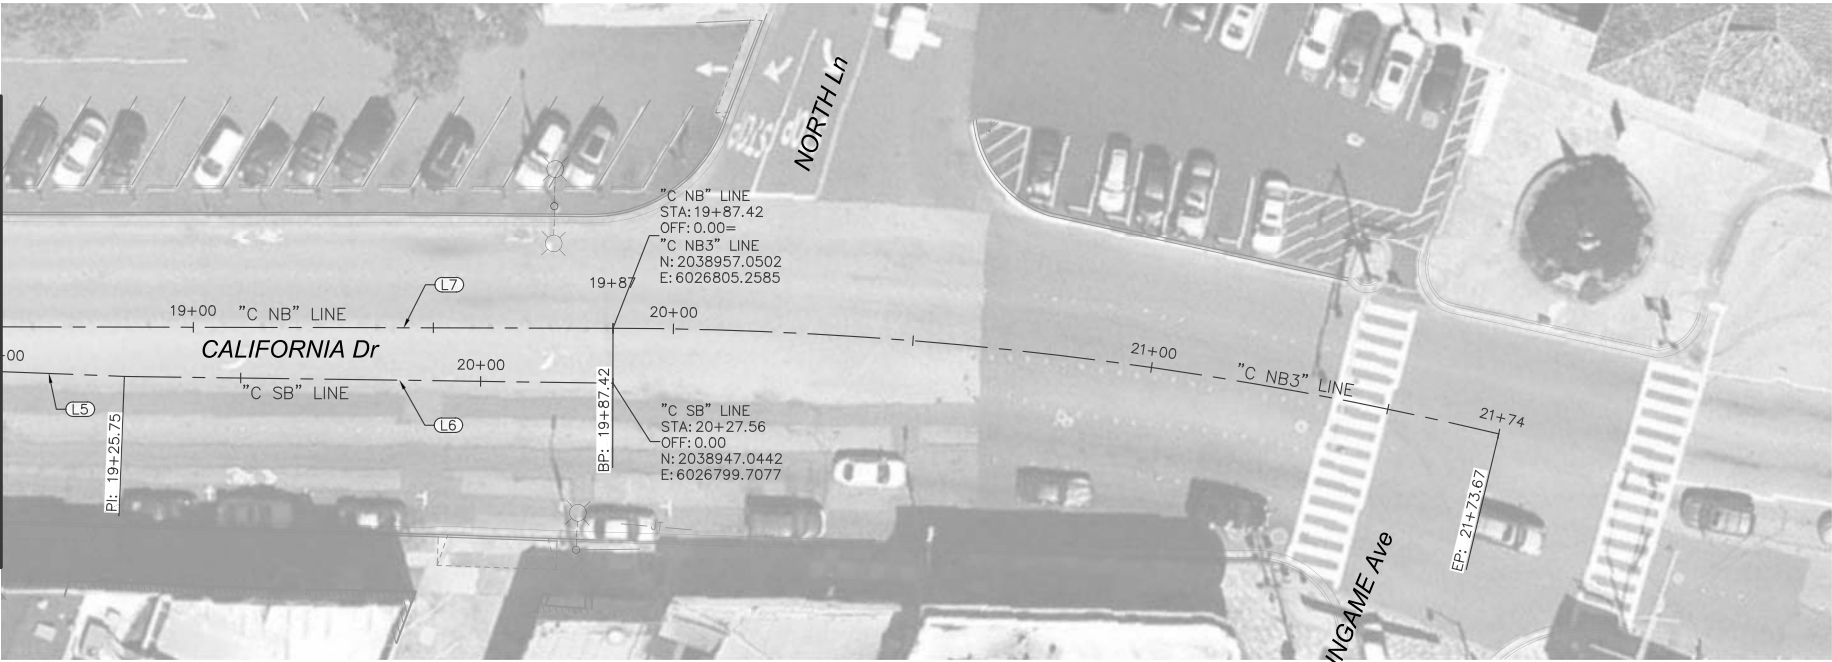 NORTH Ln
STOP
"C NB" LINE
STA: 19+87.42
OFF: 0.00=
"C NB3" LINE
N: 2038957.0502
E: 6026805.2585
19+87
L7
19+00
"C NB" LINE
20+00
CALIFORNIA Dr
-00
20+00
21+00
"C NB3" LINE
"C SB" LINE
L5
L6
PI: 19+25.75
BP: 19+87.42
"C SB" LINE
STA: 20+27.56
OFF: 0.00
N: 2038947.0442
E: 6026799.7077
21+74
EP: 21+73.67
INGAME Ave